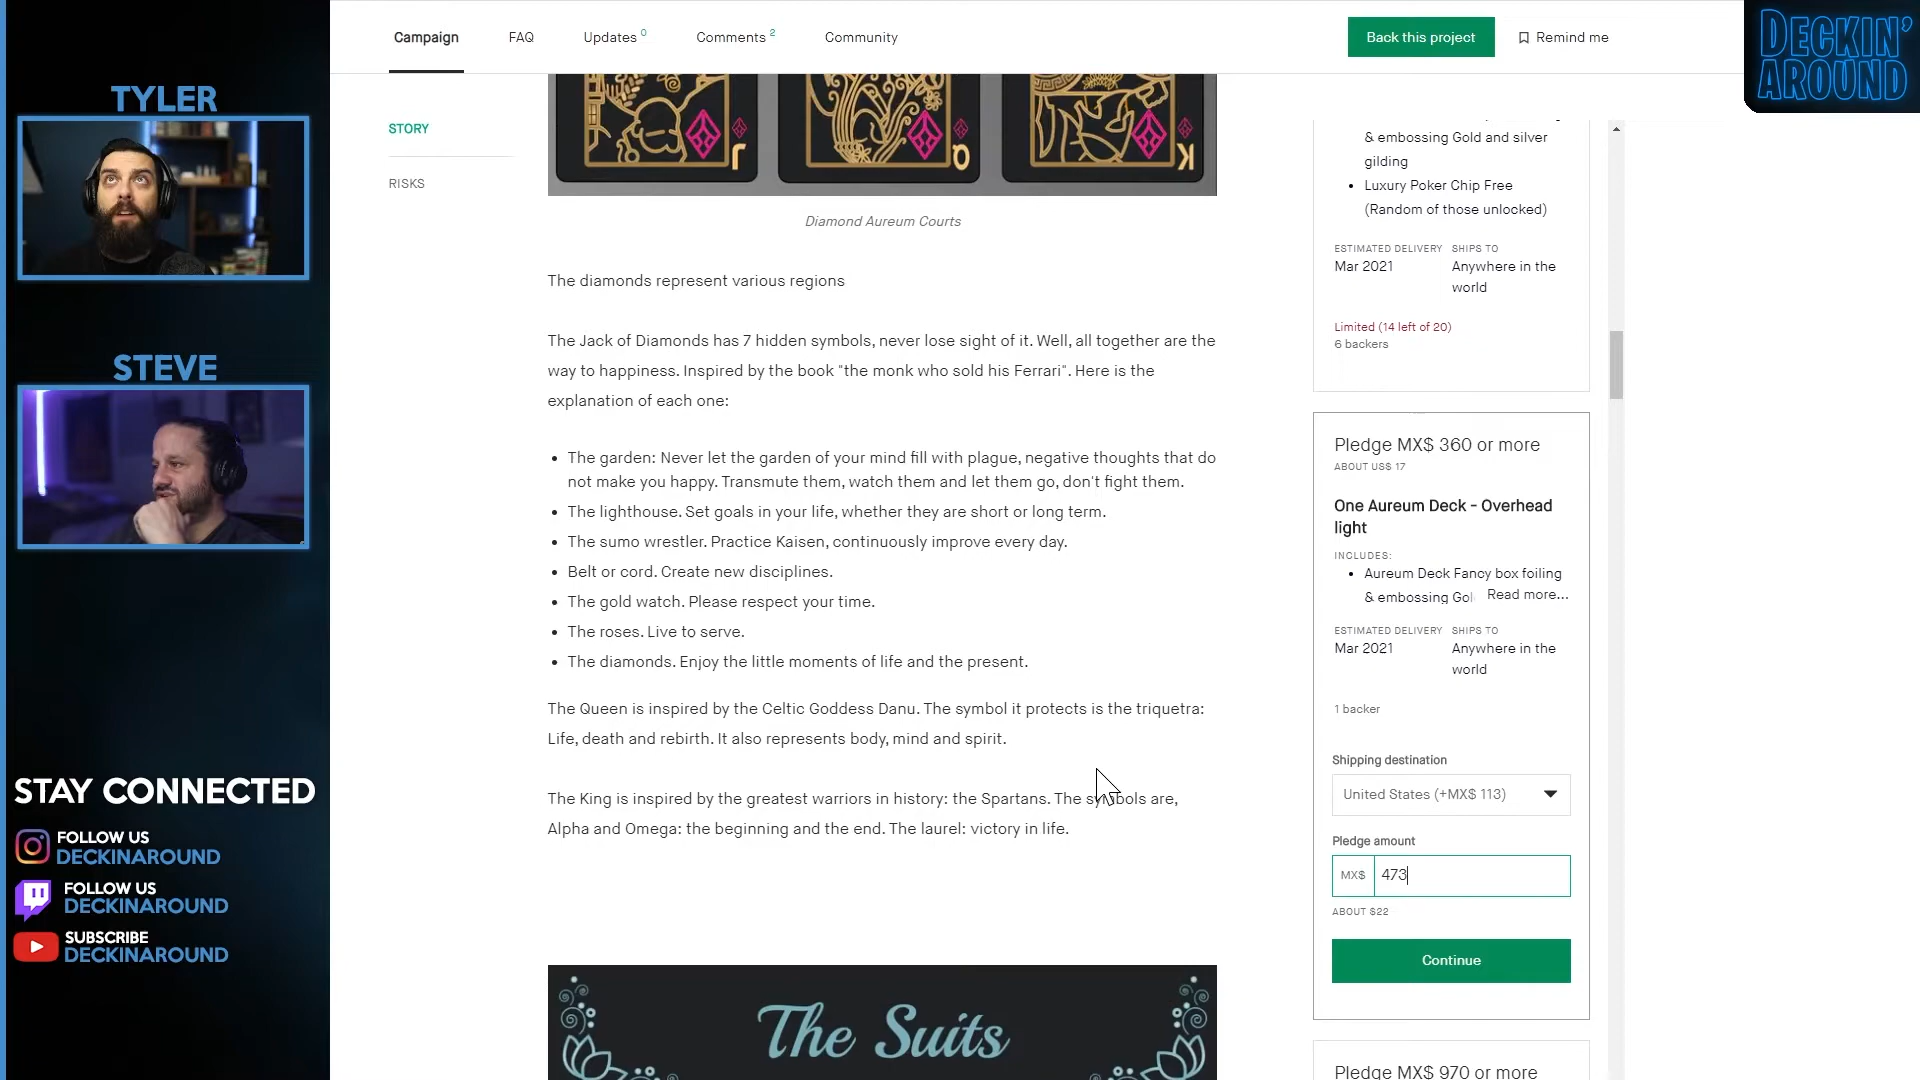 TYLER
STEVE
STAY CONNECTED
FOLLOW US
DECKINAROUND
FOLLOW US
DECKINAROUND
SUBSCRIBE
DECKINAROUND
Campaign
FAQ
Updates 0
Comments 2
Community
Back this project
Remind me
DECKIN'
AROUND
STORY
RISKS
J
Q
K
Diamond Aureum Courts
The diamonds represent various regions
The Jack of Diamonds has 7 hidden symbols, never lose sight of it. Well, all together are the
way to happiness. Inspired by the book "the monk who sold his Ferrari". Here is the
explanation of each one:
• The garden: Never let the garden of your mind fill with plague, negative thoughts that do
not make you happy. Transmute them, watch them and let them go, don't fight them.
• The lighthouse. Set goals in your life, whether they are short or long term.
• The sumo wrestler. Practice Kaisen, continuously improve every day.
• Belt or cord. Create new disciplines.
• The gold watch. Please respect your time.
• The roses. Live to serve.
• The diamonds. Enjoy the little moments of life and the present.
The Queen is inspired by the Celtic Goddess Danu. The symbol it protects is the triquetra:
Life, death and rebirth. It also represents body, mind and spirit.
The King is inspired by the greatest warriors in history: the Spartans. The symbols are,
Alpha and Omega: the beginning and the end. The laurel: victory in life.
The Suits
& embossing Gold and silver
gilding
• Luxury Poker Chip Free
(Random of those unlocked)
ESTIMATED DELIVERY SHIPS TO
Mar 2021 Anywhere in the
world
Limited (14 left of 20)
6 backers
Pledge MX$ 360 or more
ABOUT US$ 17
One Aureum Deck - Overhead
light
INCLUDES:
• Aureum Deck Fancy box foiling
& embossing Gol Read more...
ESTIMATED DELIVERY SHIPS TO
Mar 2021 Anywhere in the
world
1 backer
Shipping destination
United States (+MX$ 113)
Pledge amount
MX$ 473
ABOUT $22
Continue
Pledge MX$ 970 or more